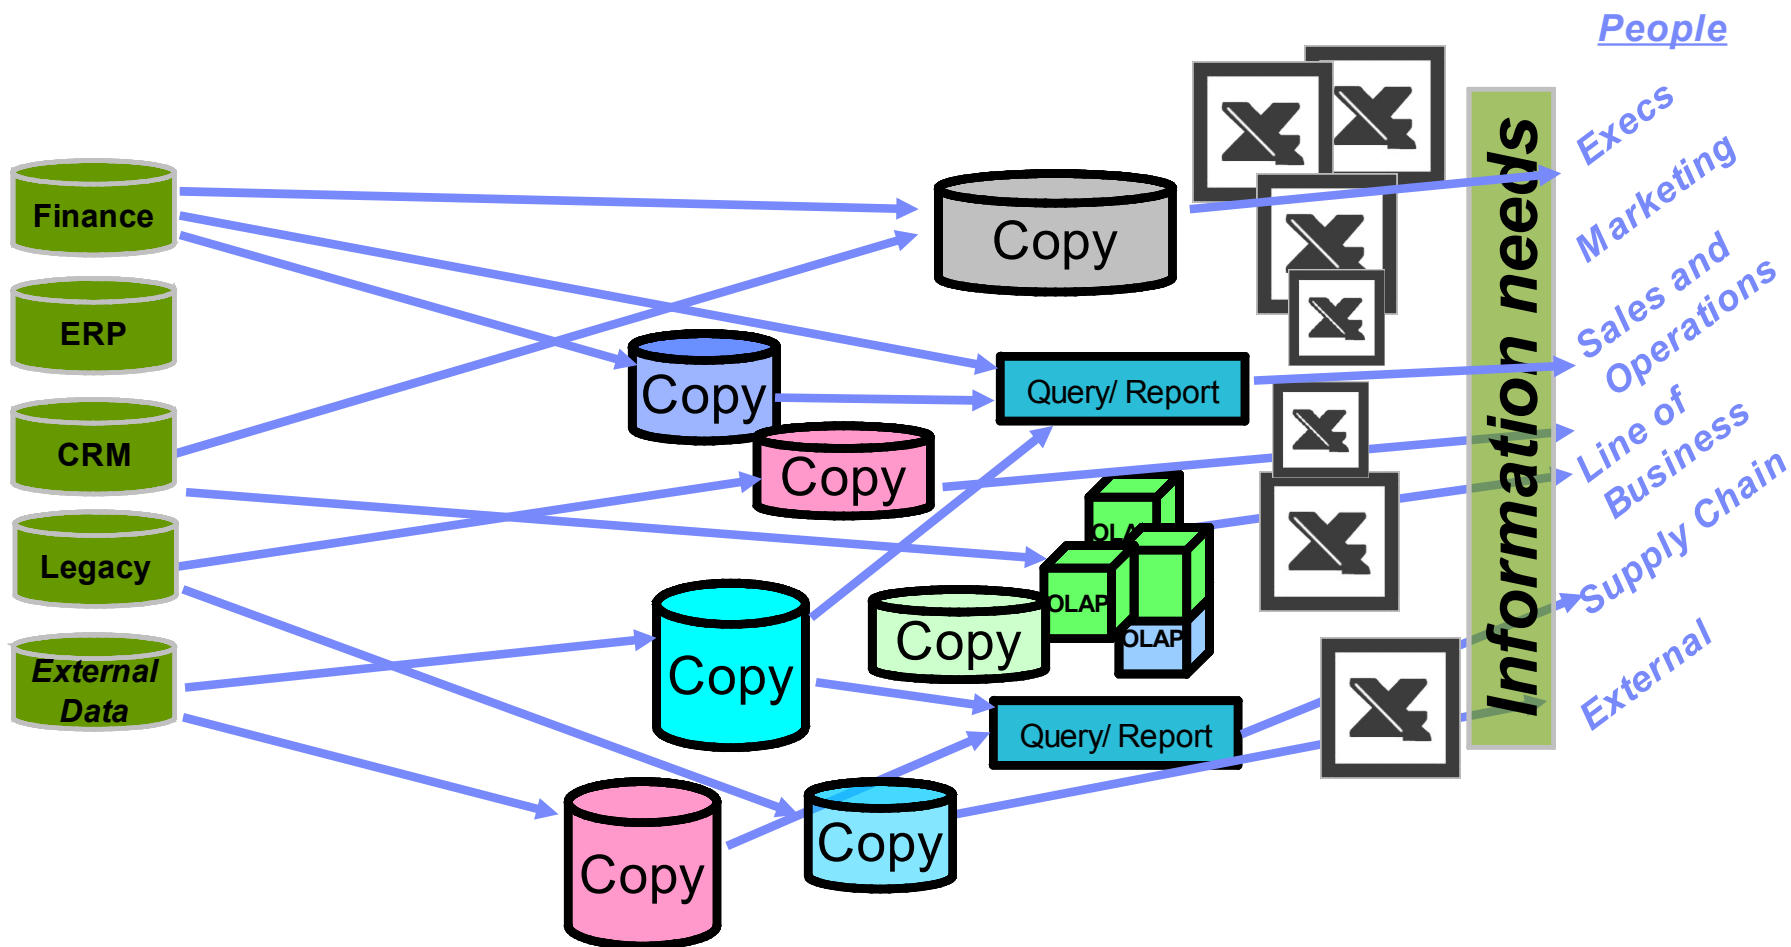 People
Execs
Marketing
Sales and
Operations
Line of
Business
Supply Chain
External
Information needs
Finance
ERP
CRM
Legacy
External
Data
Copy
Copy
Copy
Copy
Copy
Copy
Copy
Query/ Report
Query/ Report
OLAP
OLAP
OLAP